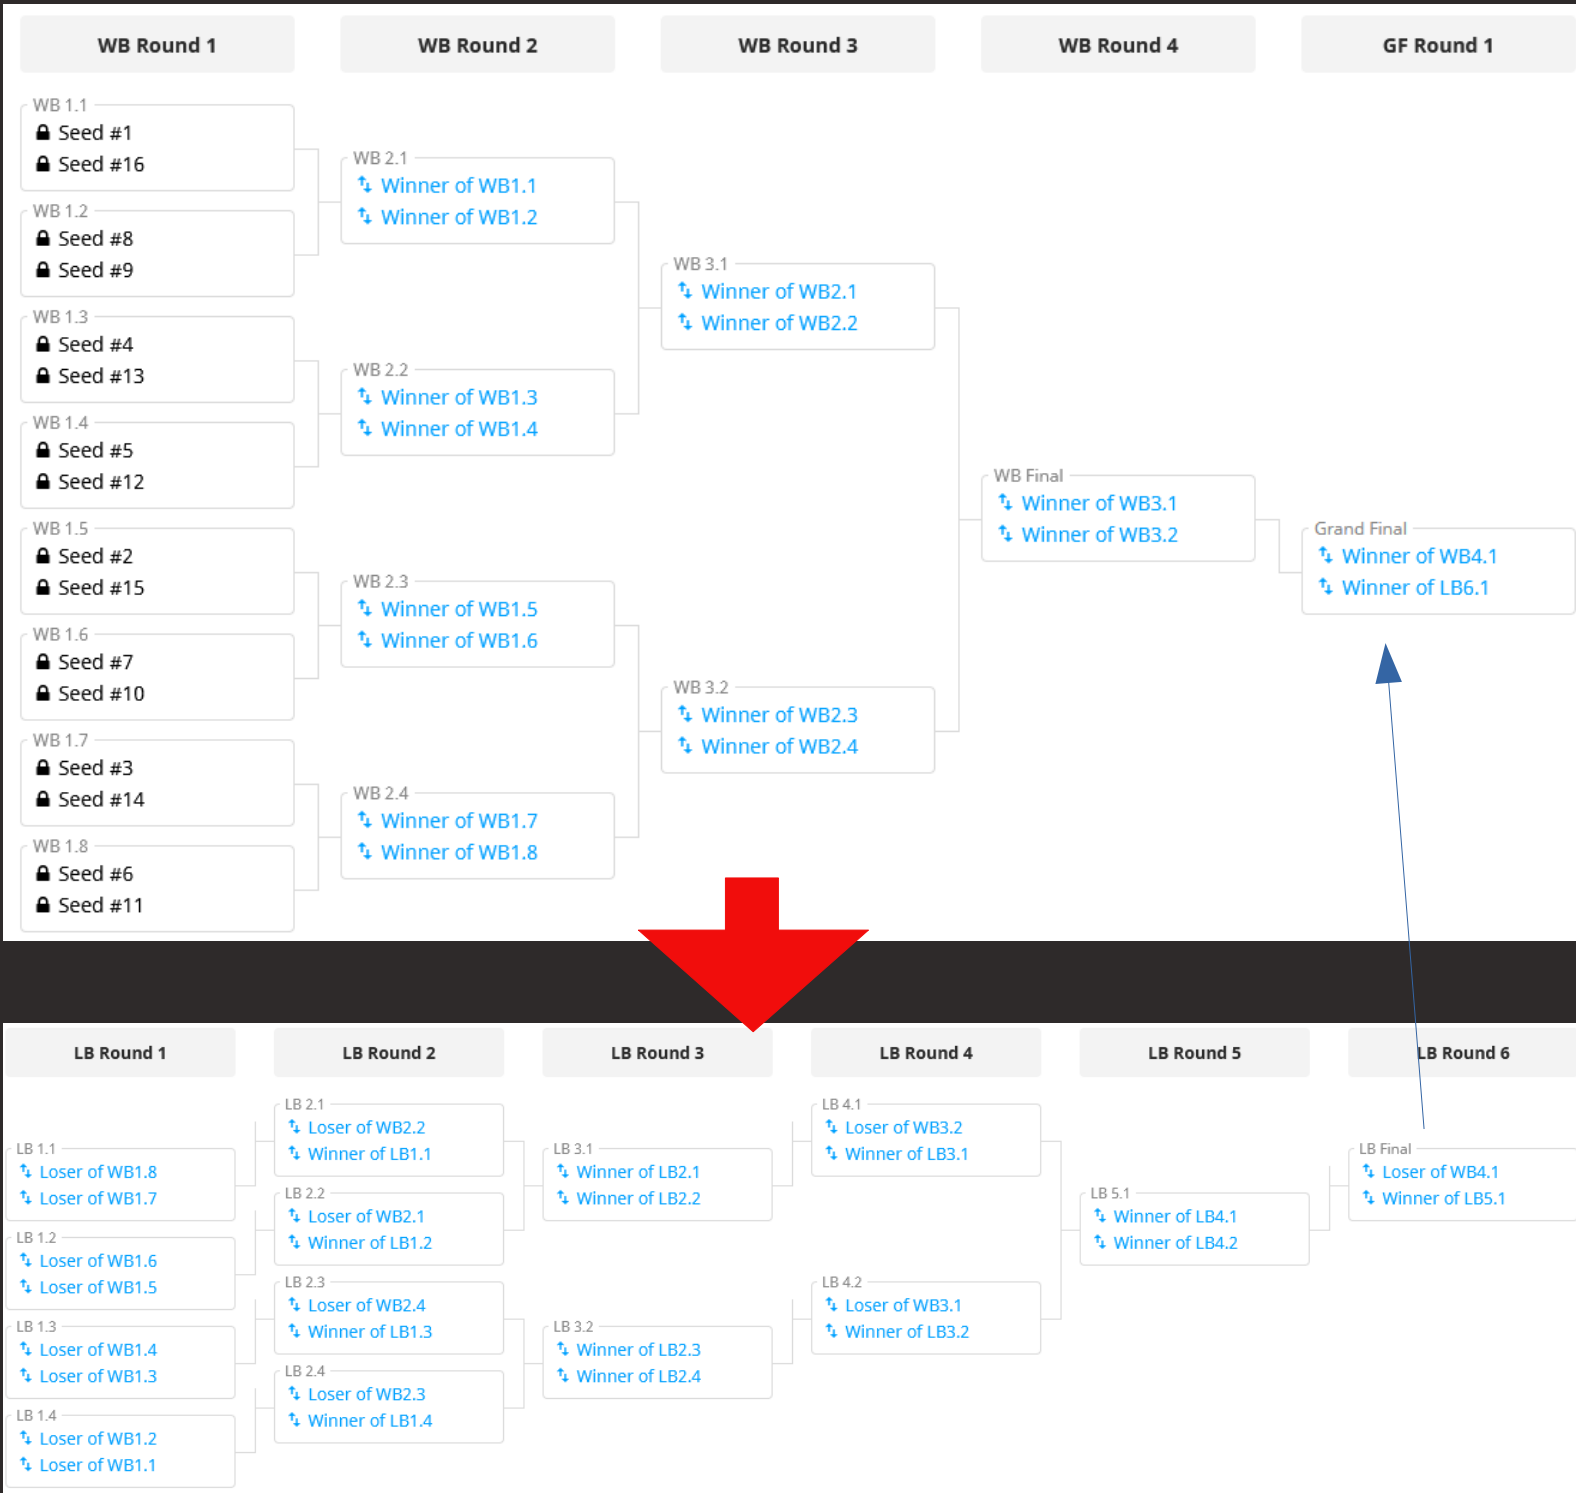 WB Round 1
WB Round 2
WB Round 3
WB Round 4
GF Round 1
WB 1.1
Seed #1
Seed #16
WB 1.2
Seed #8
Seed #9
WB 1.3
Seed #4
Seed #13
WB 1.4
Seed #5
Seed #12
WB 1.5
Seed #2
Seed #15
WB 1.6
Seed #7
Seed #10
WB 1.7
Seed #3
Seed #14
WB 1.8
Seed #6
Seed #11
WB 2.1
Winner of WB1.1
Winner of WB1.2
WB 2.2
Winner of WB1.3
Winner of WB1.4
WB 2.3
Winner of WB1.5
Winner of WB1.6
WB 2.4
Winner of WB1.7
Winner of WB1.8
WB 3.1
Winner of WB2.1
Winner of WB2.2
WB 3.2
Winner of WB2.3
Winner of WB2.4
WB Final
Winner of WB3.1
Winner of WB3.2
Grand Final
Winner of WB4.1
Winner of LB6.1
LB Round 1
LB Round 2
LB Round 3
LB Round 4
LB Round 5
LB Round 6
LB 1.1
Loser of WB1.8
Loser of WB1.7
LB 1.2
Loser of WB1.6
Loser of WB1.5
LB 1.3
Loser of WB1.4
Loser of WB1.3
LB 1.4
Loser of WB1.2
Loser of WB1.1
LB 2.1
Loser of WB2.2
Winner of LB1.1
LB 2.2
Loser of WB2.1
Winner of LB1.2
LB 2.3
Loser of WB2.4
Winner of LB1.3
LB 2.4
Loser of WB2.3
Winner of LB1.4
LB 3.1
Winner of LB2.1
Winner of LB2.2
LB 3.2
Winner of LB2.3
Winner of LB2.4
LB 4.1
Loser of WB3.2
Winner of LB3.1
LB 4.2
Loser of WB3.1
Winner of LB3.2
LB 5.1
Winner of LB4.1
Winner of LB4.2
LB Final
Loser of WB4.1
Winner of LB5.1